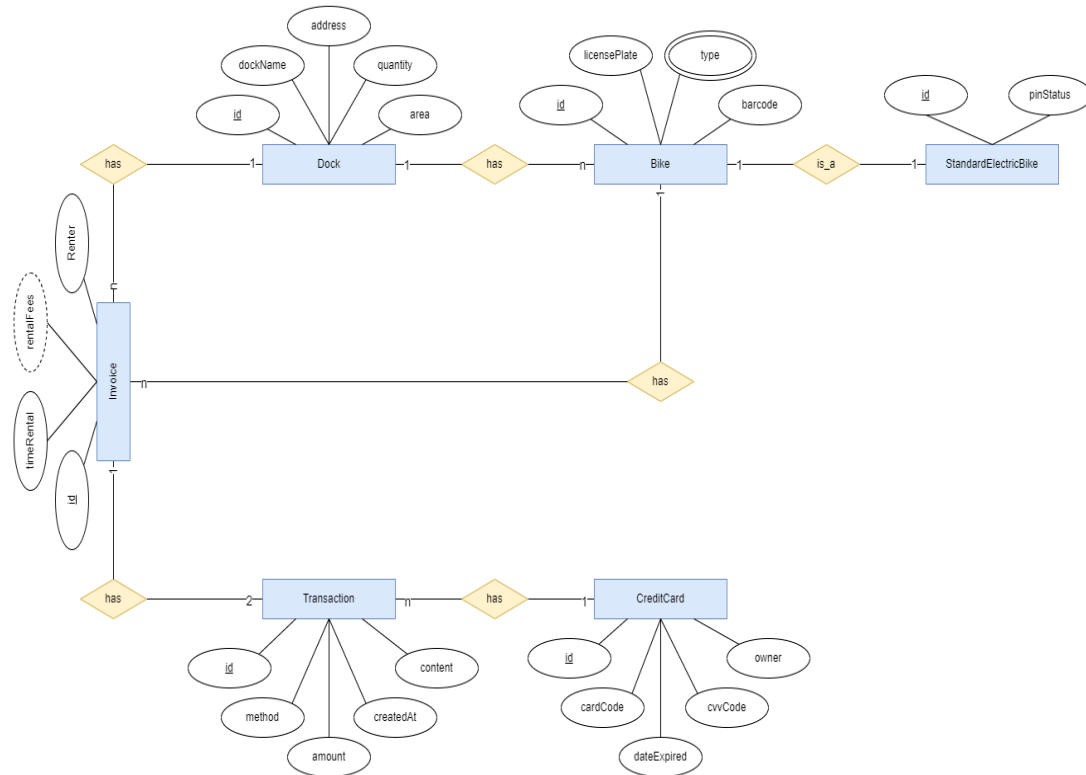 address
dockName
quantity
id
area
licensePlate
type
id
barcode
id
pinStatus
has
1
Dock
1
has
n
Bike
1
is_a
1
StandardElectricBike
1
n
Renter
rentalFees
Invoice
timeRental
id
n
has
1
has
2
Transaction
n
has
1
CreditCard
id
content
method
createdAt
amount
id
owner
cardCode
cvvCode
dateExpired